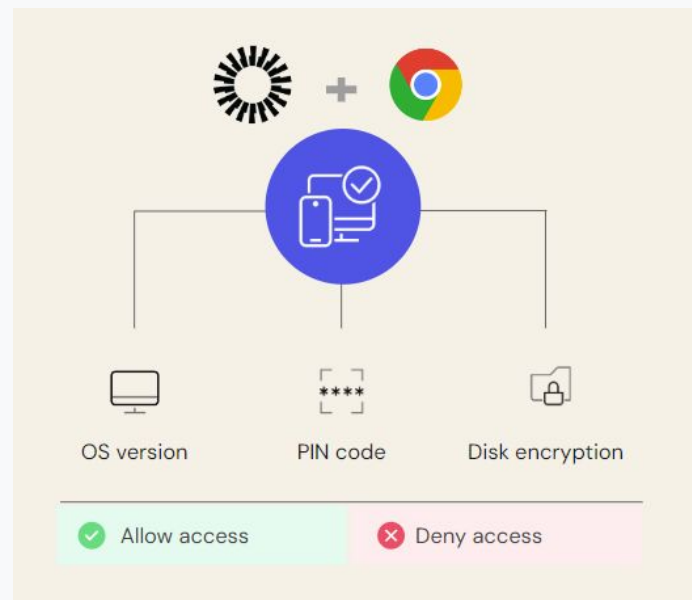 ****
OS version
PIN code
Disk encryption
Allow access
Deny access